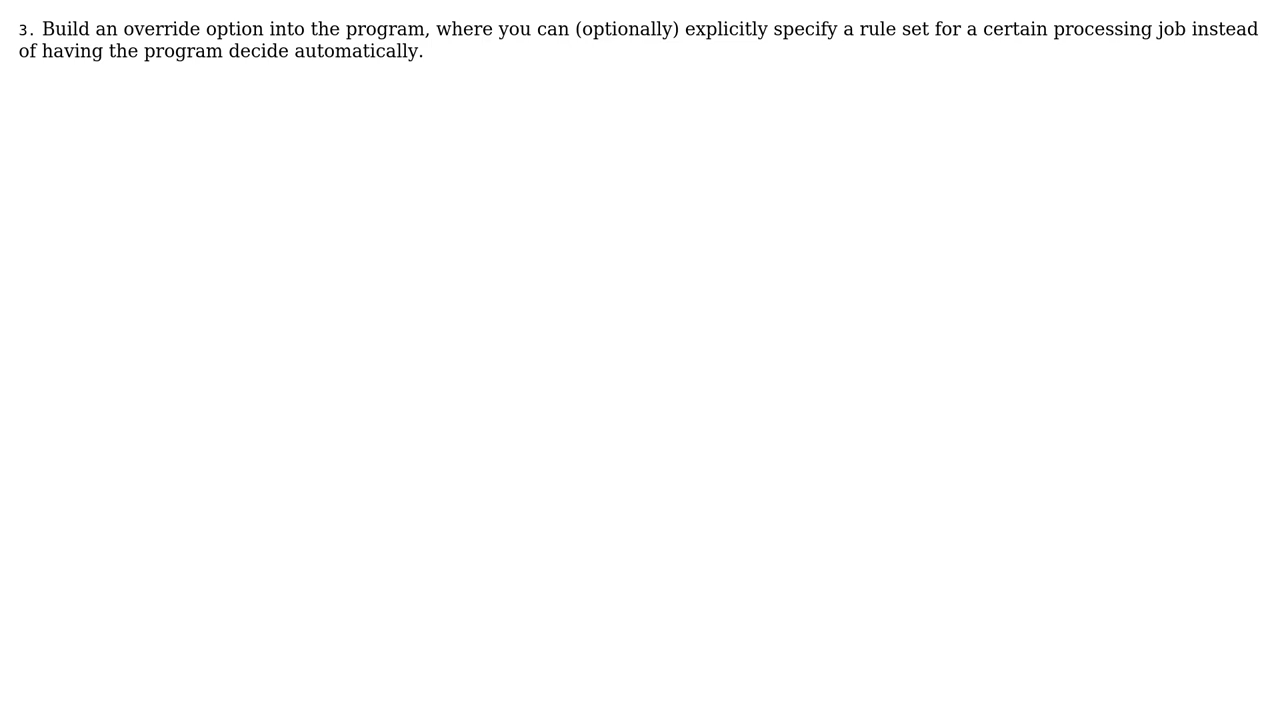 3. Build an override option into the program, where you can (optionally) explicitly specify a rule set for a certain processing job instead
of having the program decide automatically.